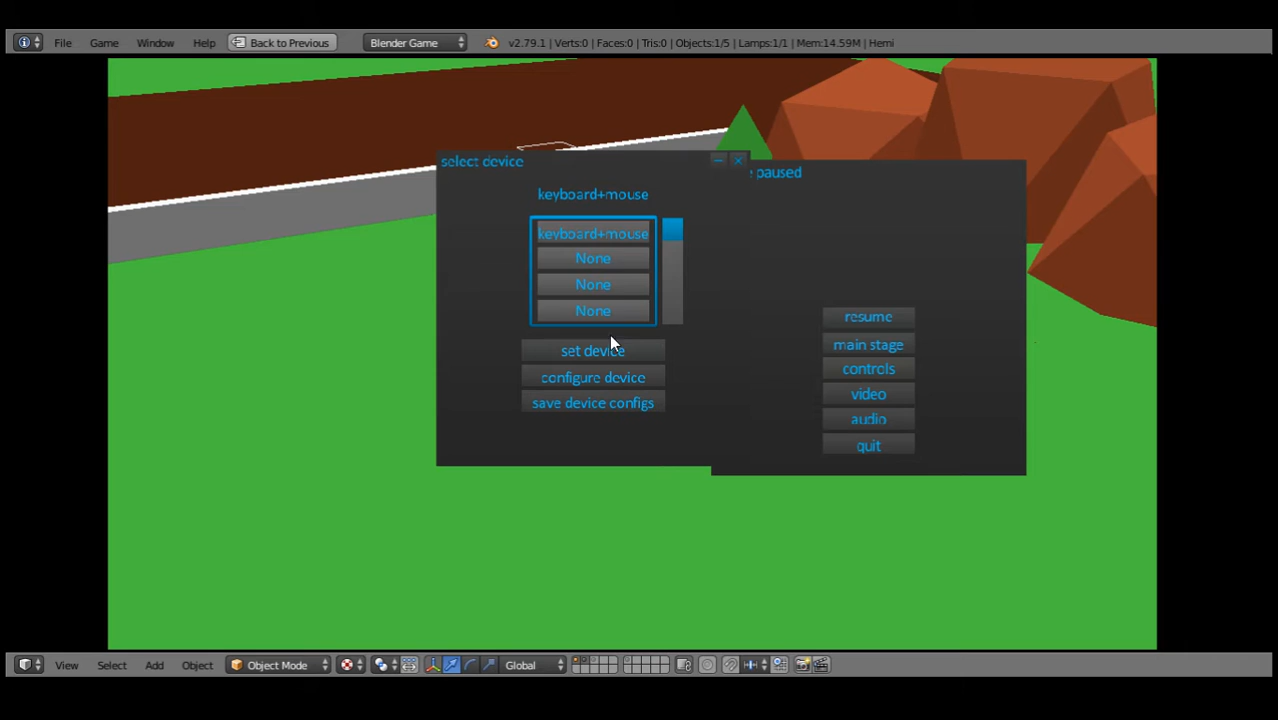 File Game Window Help Back to Previous Blender Game v2.79.1 | Verts:0 | Faces:0 | Tris:0 | Objects:1/5 | Lamps:1/1 | Mem:14.59M | Hemi
select device
keyboard+mouse
keyboard+mouse
None
None
None
set device
configure device
save device configs
paused
resume
main stage
controls
video
audio
quit
View Select Add Object Object Mode Global